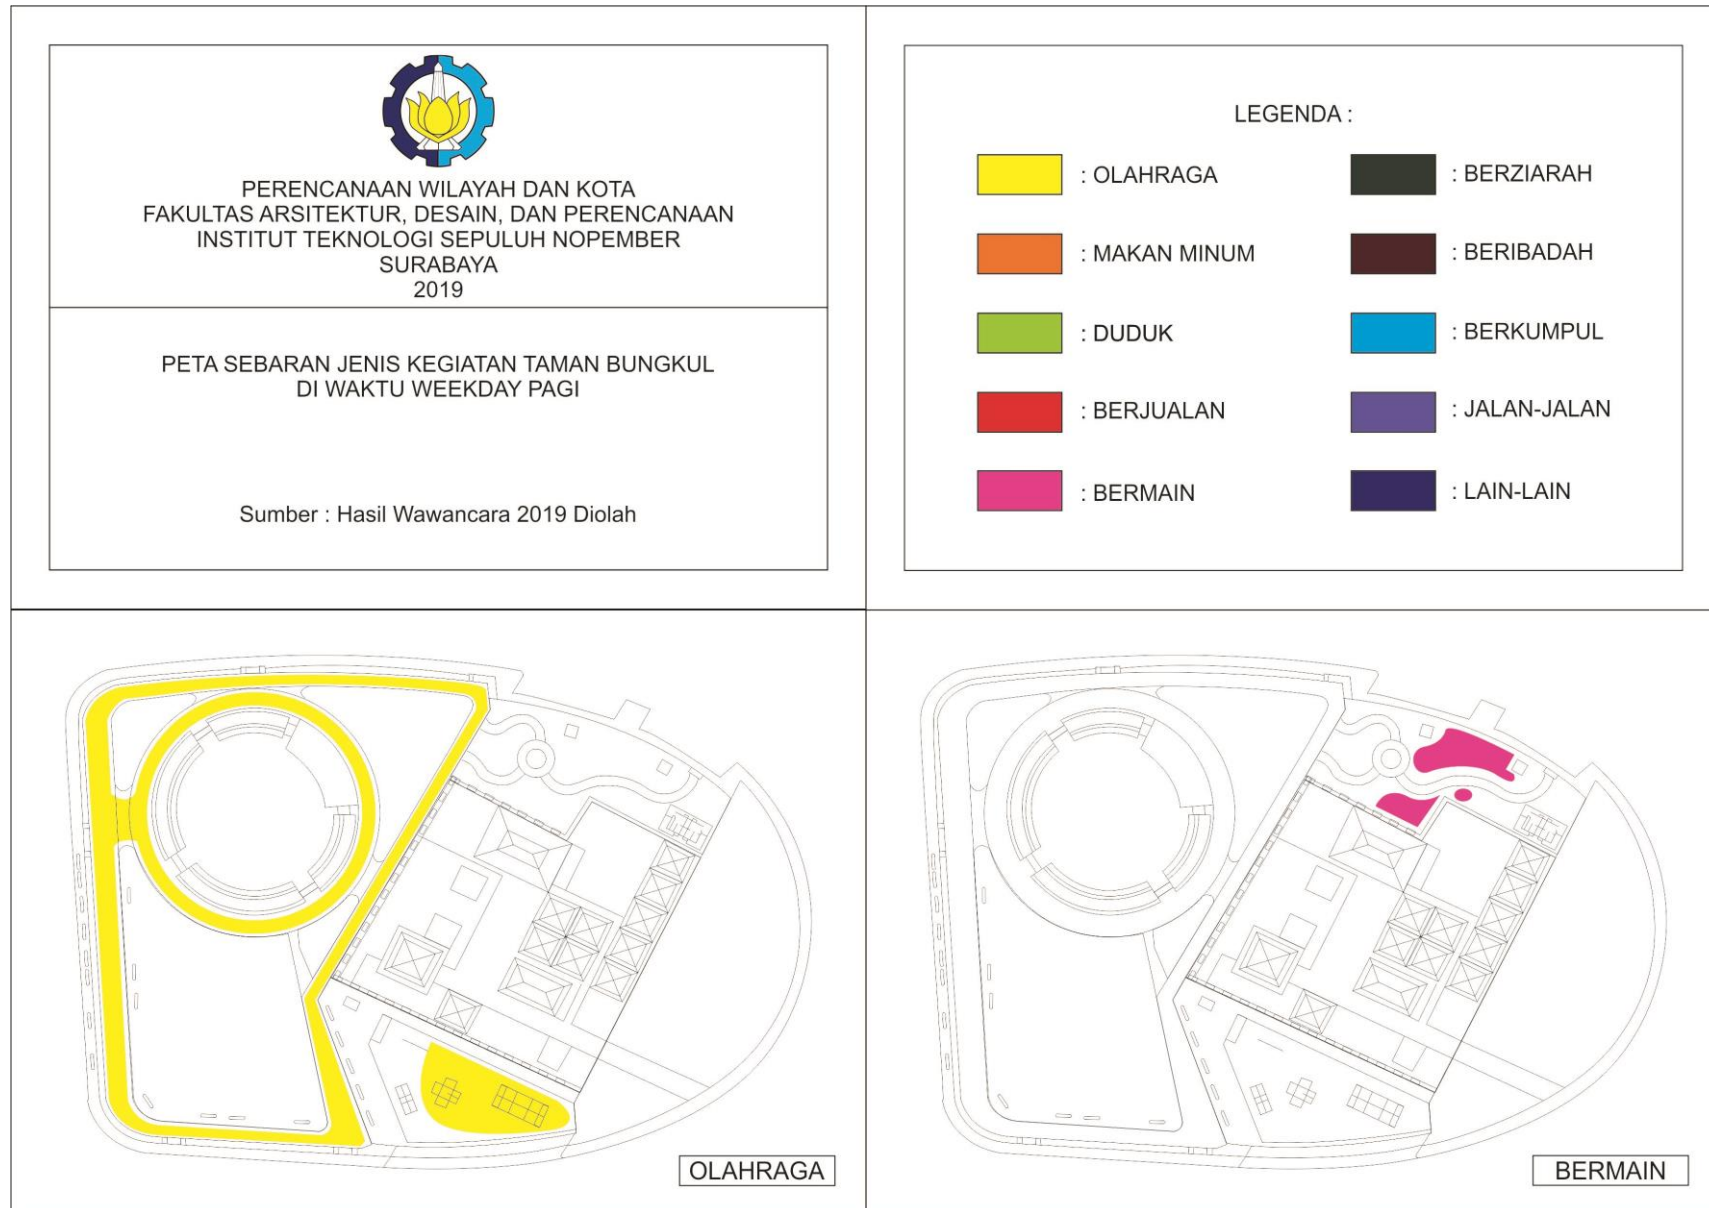 PERENCANAAN WILAYAH DAN KOTA
FAKULTAS ARSITEKTUR, DESAIN, DAN PERENCANAAN
INSTITUT TEKNOLOGI SEPULUH NOPEMBER
SURABAYA
2019
PETA SEBARAN JENIS KEGIATAN TAMAN BUNGKUL
DI WAKTU WEEKDAY PAGI
Sumber : Hasil Wawancara 2019 Diolah
LEGENDA :
: OLAHRAGA
: MAKAN MINUM
: DUDUK
: BERJUALAN
: BERMAIN
: BERZIARAH
: BERIBADAH
: BERKUMPUL
: JALAN-JALAN
: LAIN-LAIN
OLAHRAGA
BERMAIN